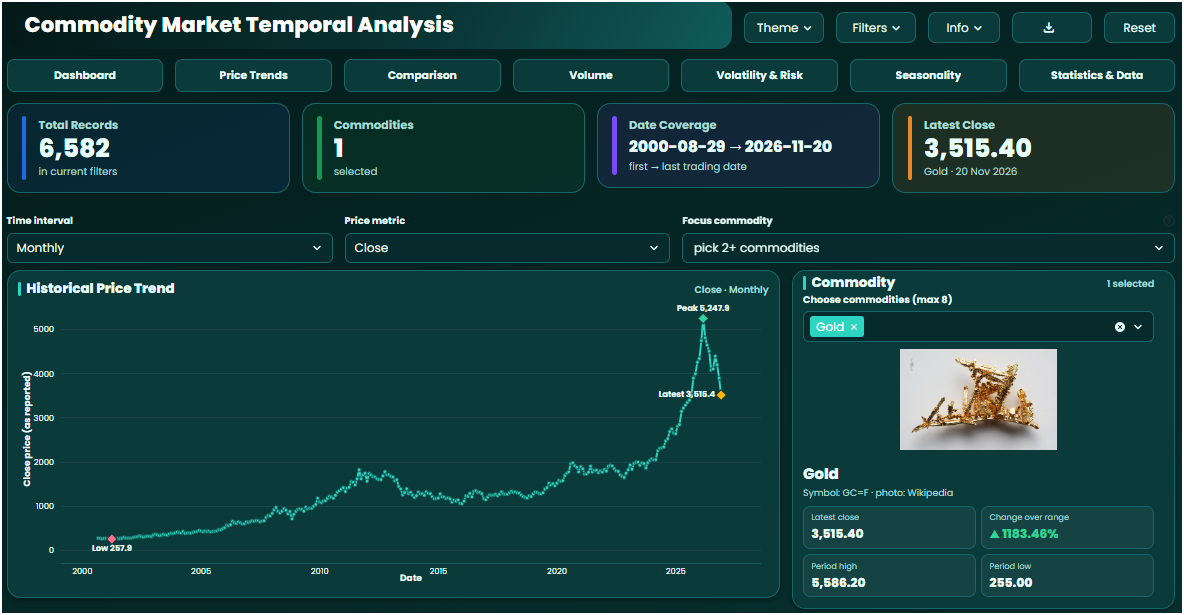 Commodity Market Temporal Analysis
Theme
Filters
Info
Reset
Dashboard
Price Trends
Comparison
Volume
Volatility & Risk
Seasonality
Statistics & Data
Total Records
6,582
in current filters
Commodities
1
selected
Date Coverage
2000-08-29 → 2026-11-20
first → last trading date
Latest Close
3,515.40
Gold · 20 Nov 2026
Time interval
Monthly
Price metric
Close
Focus commodity
pick 2+ commodities
Historical Price Trend
Close · Monthly
Peak 5,247.9
5000
4000
3000
2000
1000
0
Close price (as reported)
Latest 3,515.4
Low 257.9
2000
2005
2010
2015
2020
2025
Date
Commodity
1 selected
Choose commodities (max 8)
Gold ×
Gold
Symbol: GC=F · photo: Wikipedia
Latest close
3,515.40
Change over range
▲ 1183.46%
Period high
5,586.20
Period low
255.00